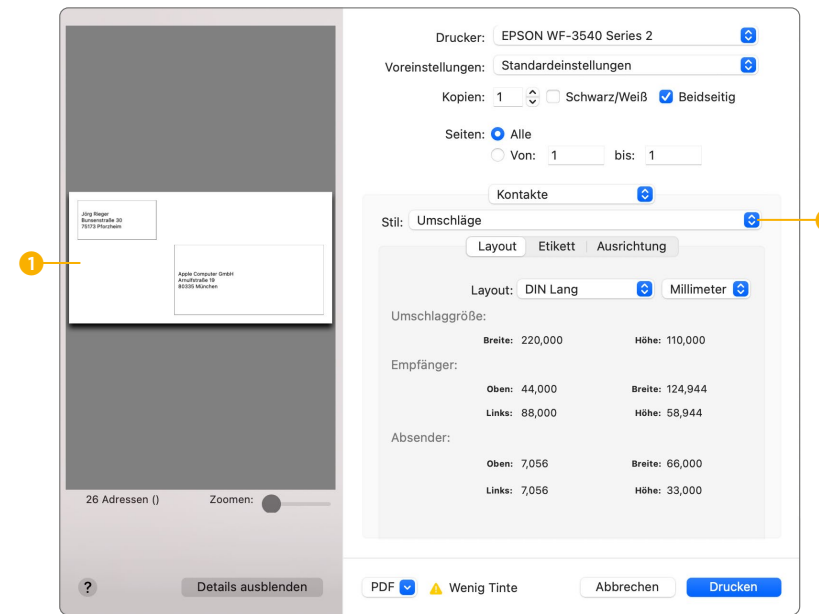 Jörg Rieger
Bunsenstraße 30
75173 Pforzheim
Apple Computer GmbH
Arnulfstraße 19
80335 München
1
26 Adressen ()
Zoomen:
?
Details ausblenden
Drucker: EPSON WF-3540 Series 2
Voreinstellungen: Standardeinstellungen
Kopien: 1 Schwarz/Weiß Beidseitig
Seiten: Alle
Von: 1 bis: 1
Kontakte
Stil: Umschläge
Layout Etikett Ausrichtung
Layout: DIN Lang Millimeter
Umschlaggröße:
Breite: 220,000 Höhe: 110,000
Empfänger:
Oben: 44,000 Breite: 124,944
Links: 88,000 Höhe: 58,944
Absender:
Oben: 7,056 Breite: 66,000
Links: 7,056 Höhe: 33,000
PDF Wenig Tinte Abbrechen Drucken